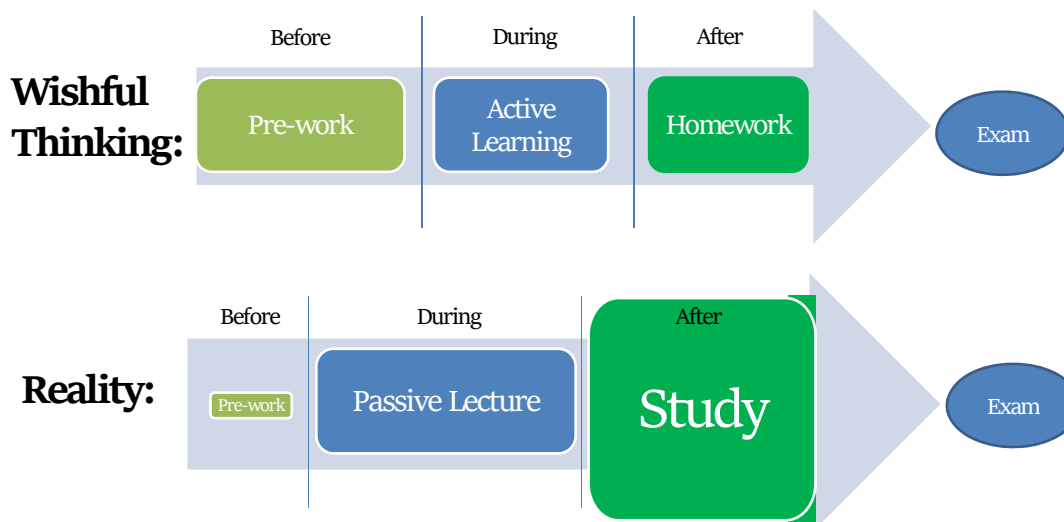 Before
During
After
Wishful
Thinking:
Pre-work
Active
Learning
Homework
Exam
Before
During
After
Reality:
Pre-work
Passive Lecture
Study
Exam